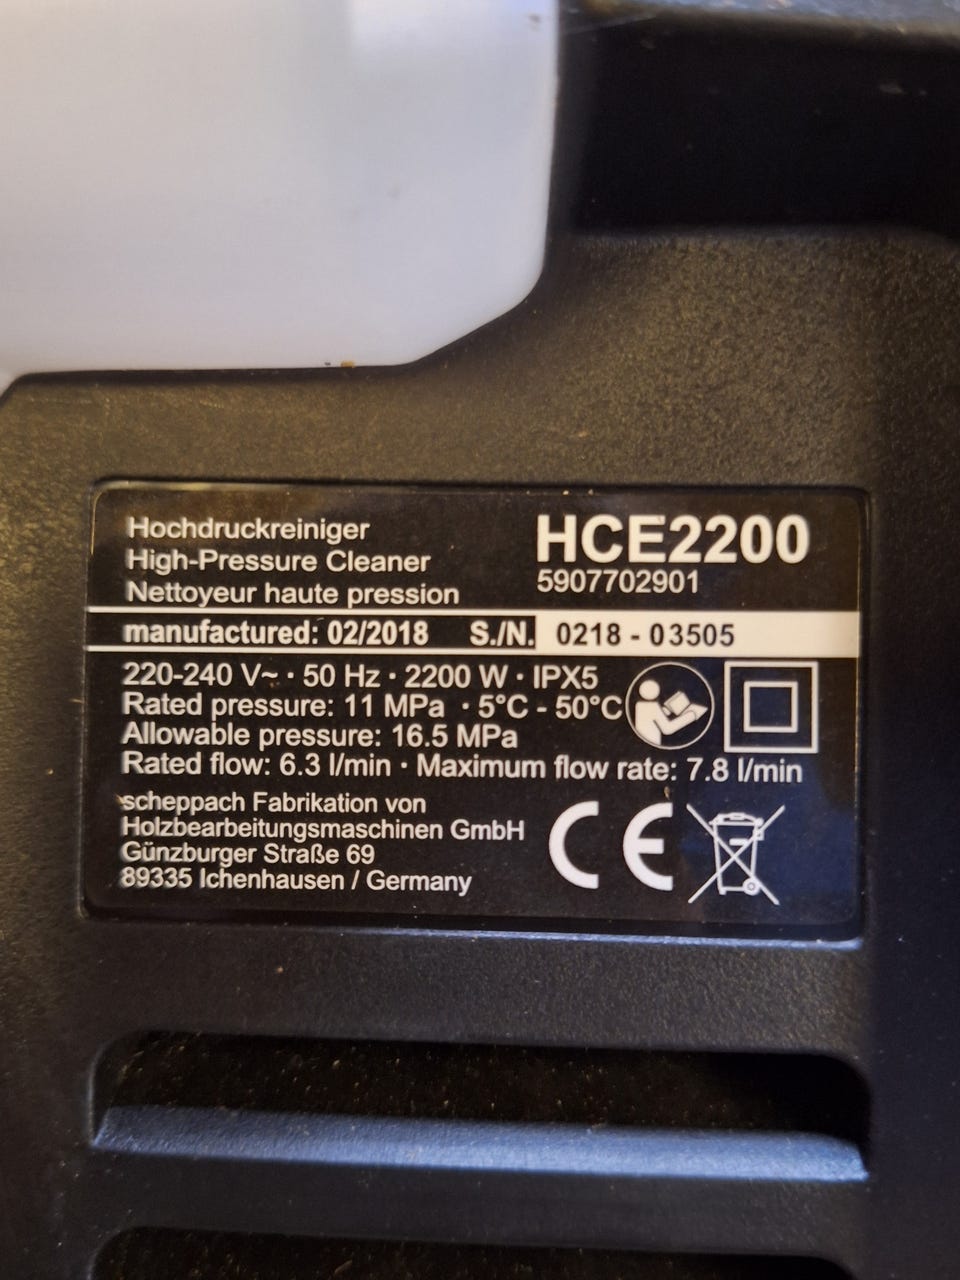 Hochdruckreiniger
High-Pressure Cleaner
Nettoyeur haute pression
HCE2200
5907702901
manufactured: 02/2018 S./N. 0218 - 03505
220-240 V~ · 50 Hz · 2200 W · IPX5
Rated pressure: 11 MPa · 5°C - 50°C
Allowable pressure: 16.5 MPa
Rated flow: 6.3 l/min · Maximum flow rate: 7.8 l/min
scheppach Fabrikation von
Holzbearbeitungsmaschinen GmbH
Günzburger Straße 69
89335 Ichenhausen / Germany
CE